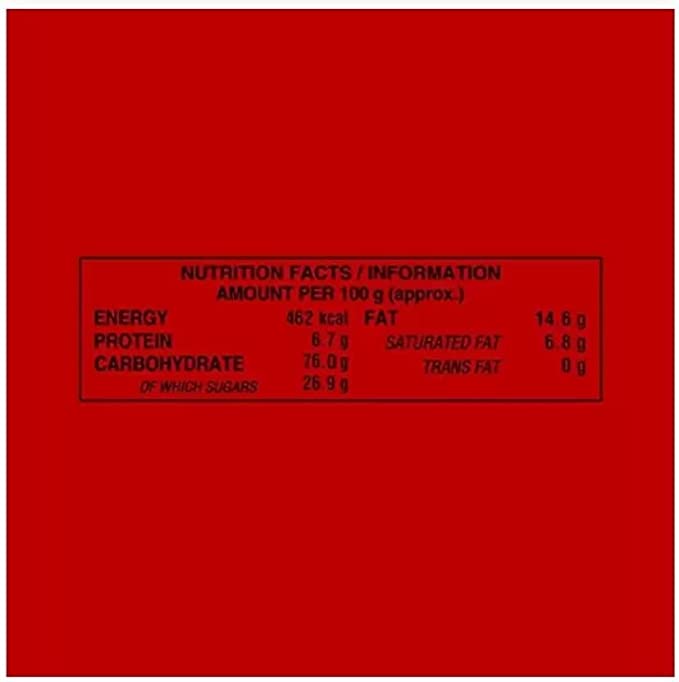 NUTRITION FACTS / INFORMATION
AMOUNT PER 100 g (approx.)
ENERGY 462 kcal FAT 14.6 g
PROTEIN 6.7 g SATURATED FAT 6.8 g
CARBOHYDRATE 76.0 g TRANS FAT 0 g
OF WHICH SUGARS 26.9 g